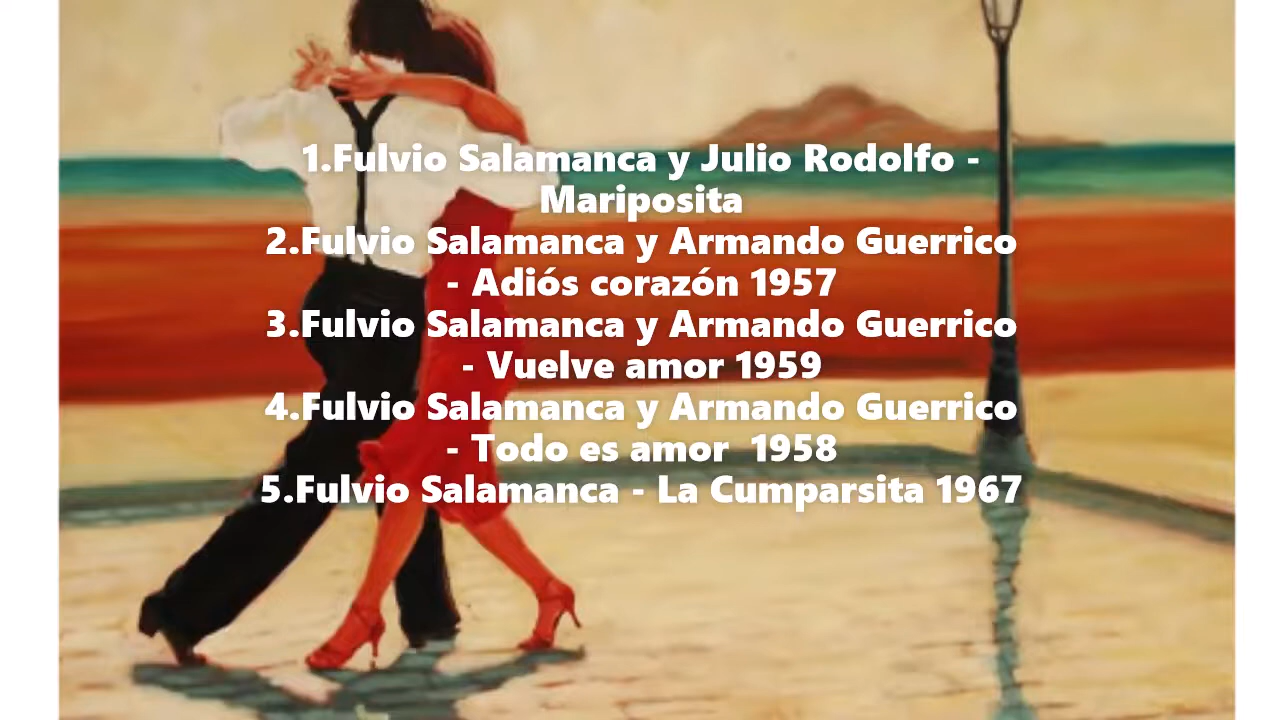 1.Fulvio Salamanca y Julio Rodolfo -
Mariposita
2.Fulvio Salamanca y Armando Guerrico
- Adiós corazón 1957
3.Fulvio Salamanca y Armando Guerrico
- Vuelve amor 1959
4.Fulvio Salamanca y Armando Guerrico
- Todo es amor  1958
5.Fulvio Salamanca - La Cumparsita 1967